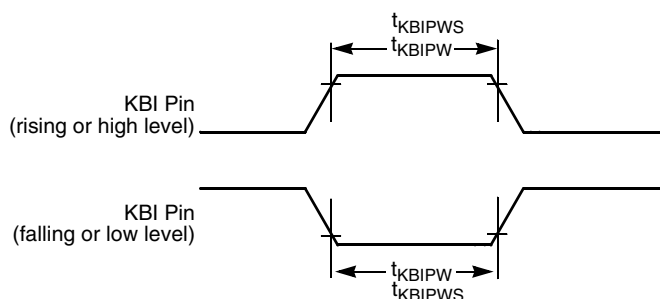 tKBIPWS
tKBIPW
KBI Pin
(rising or high level)
KBI Pin
(falling or low level)
tKBIPW
tKBIPWS